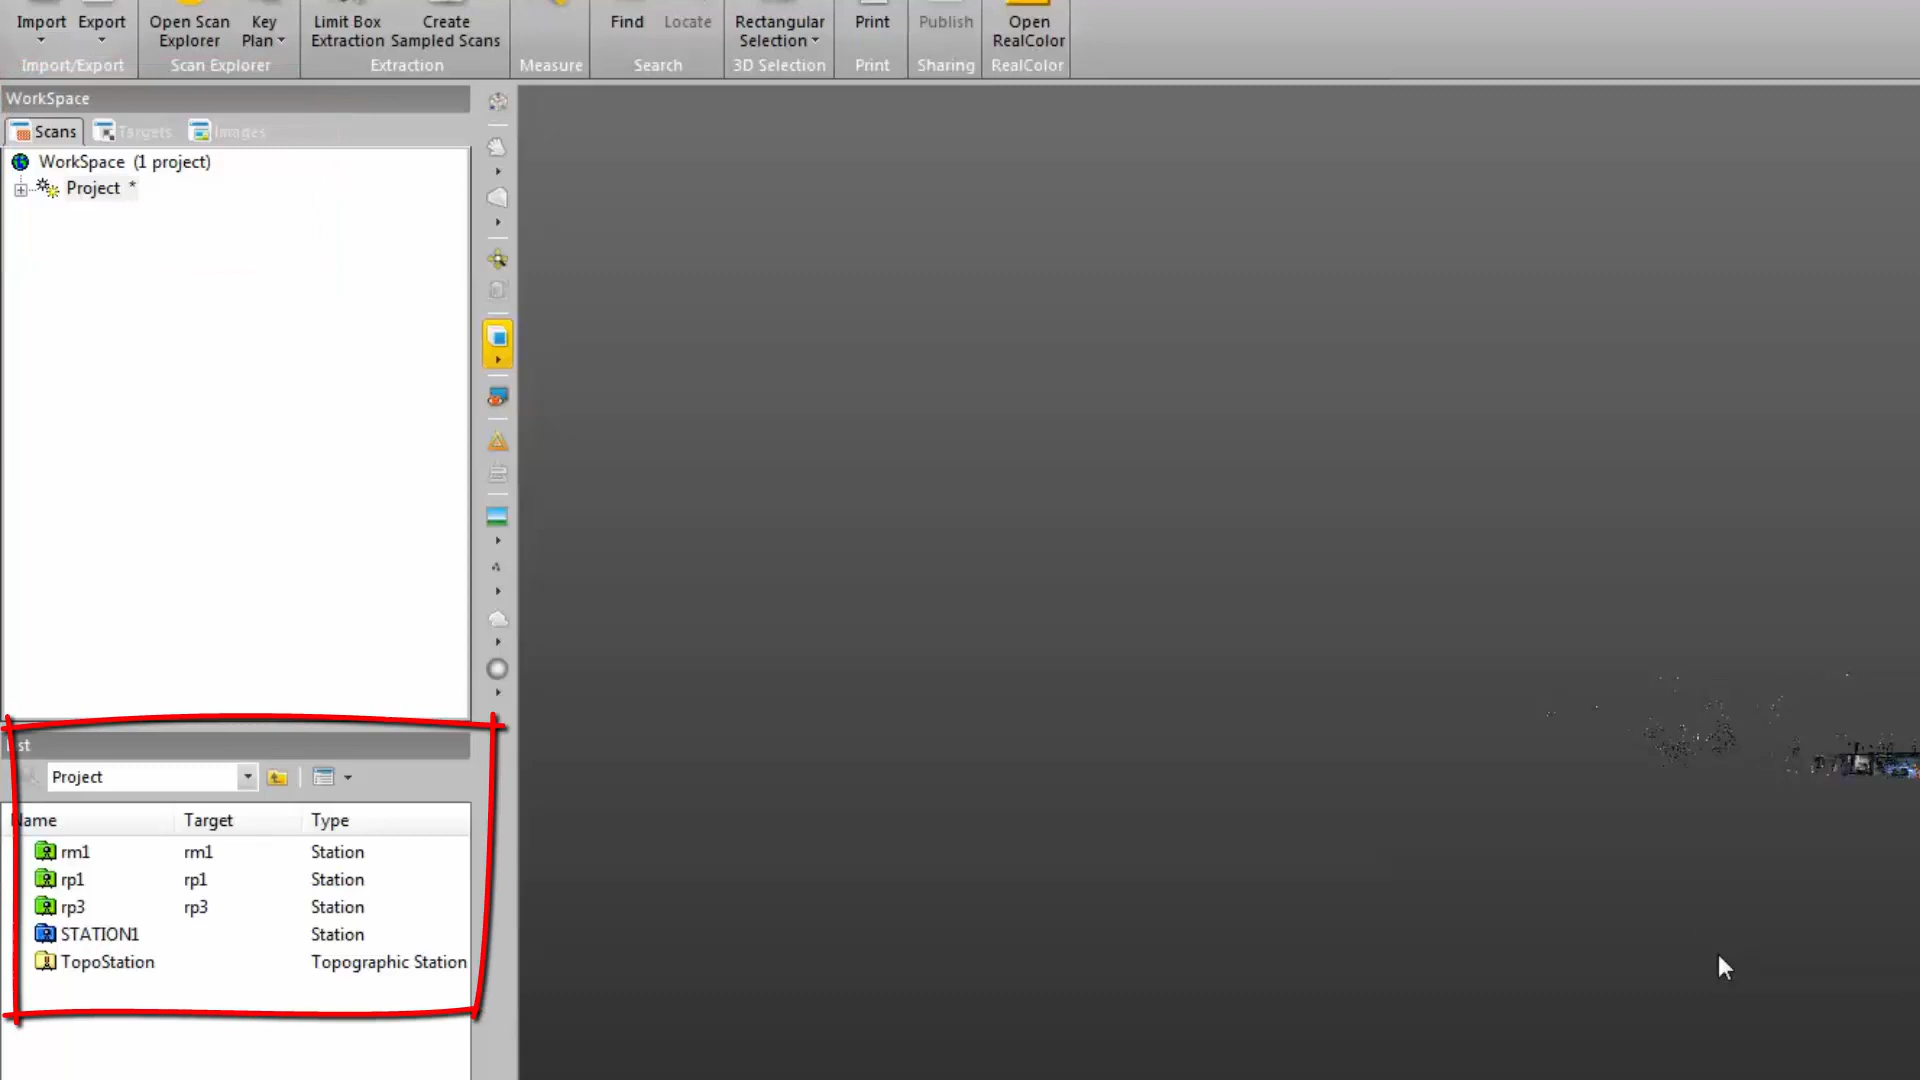 Import Export Open Scan Explorer Key Plan Limit Box Extraction Create Sampled Scans Find Locate Rectangular Selection Print Publish Open RealColor
Import/Export Scan Explorer Extraction Measure Search 3D Selection Print Sharing RealColor
WorkSpace
Scans Targets Images
WorkSpace (1 project)
Project *
List
Project
Name Target Type
rm1 rm1 Station
rp1 rp1 Station
rp3 rp3 Station
STATION1 Station
TopoStation Topographic Station